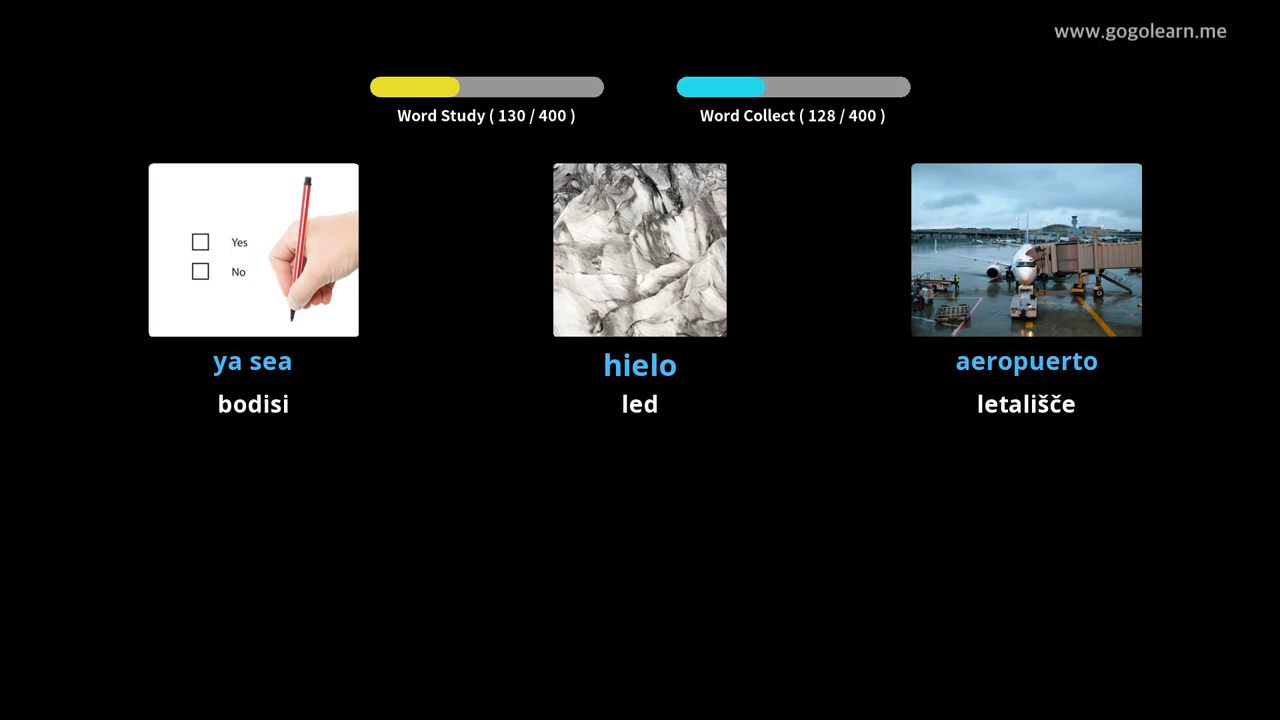 www.gogolearn.me
Word Study ( 130 / 400 )
Word Collect ( 128 / 400 )
Yes
No
ya sea
hielo
aeropuerto
bodisi
led
letališče